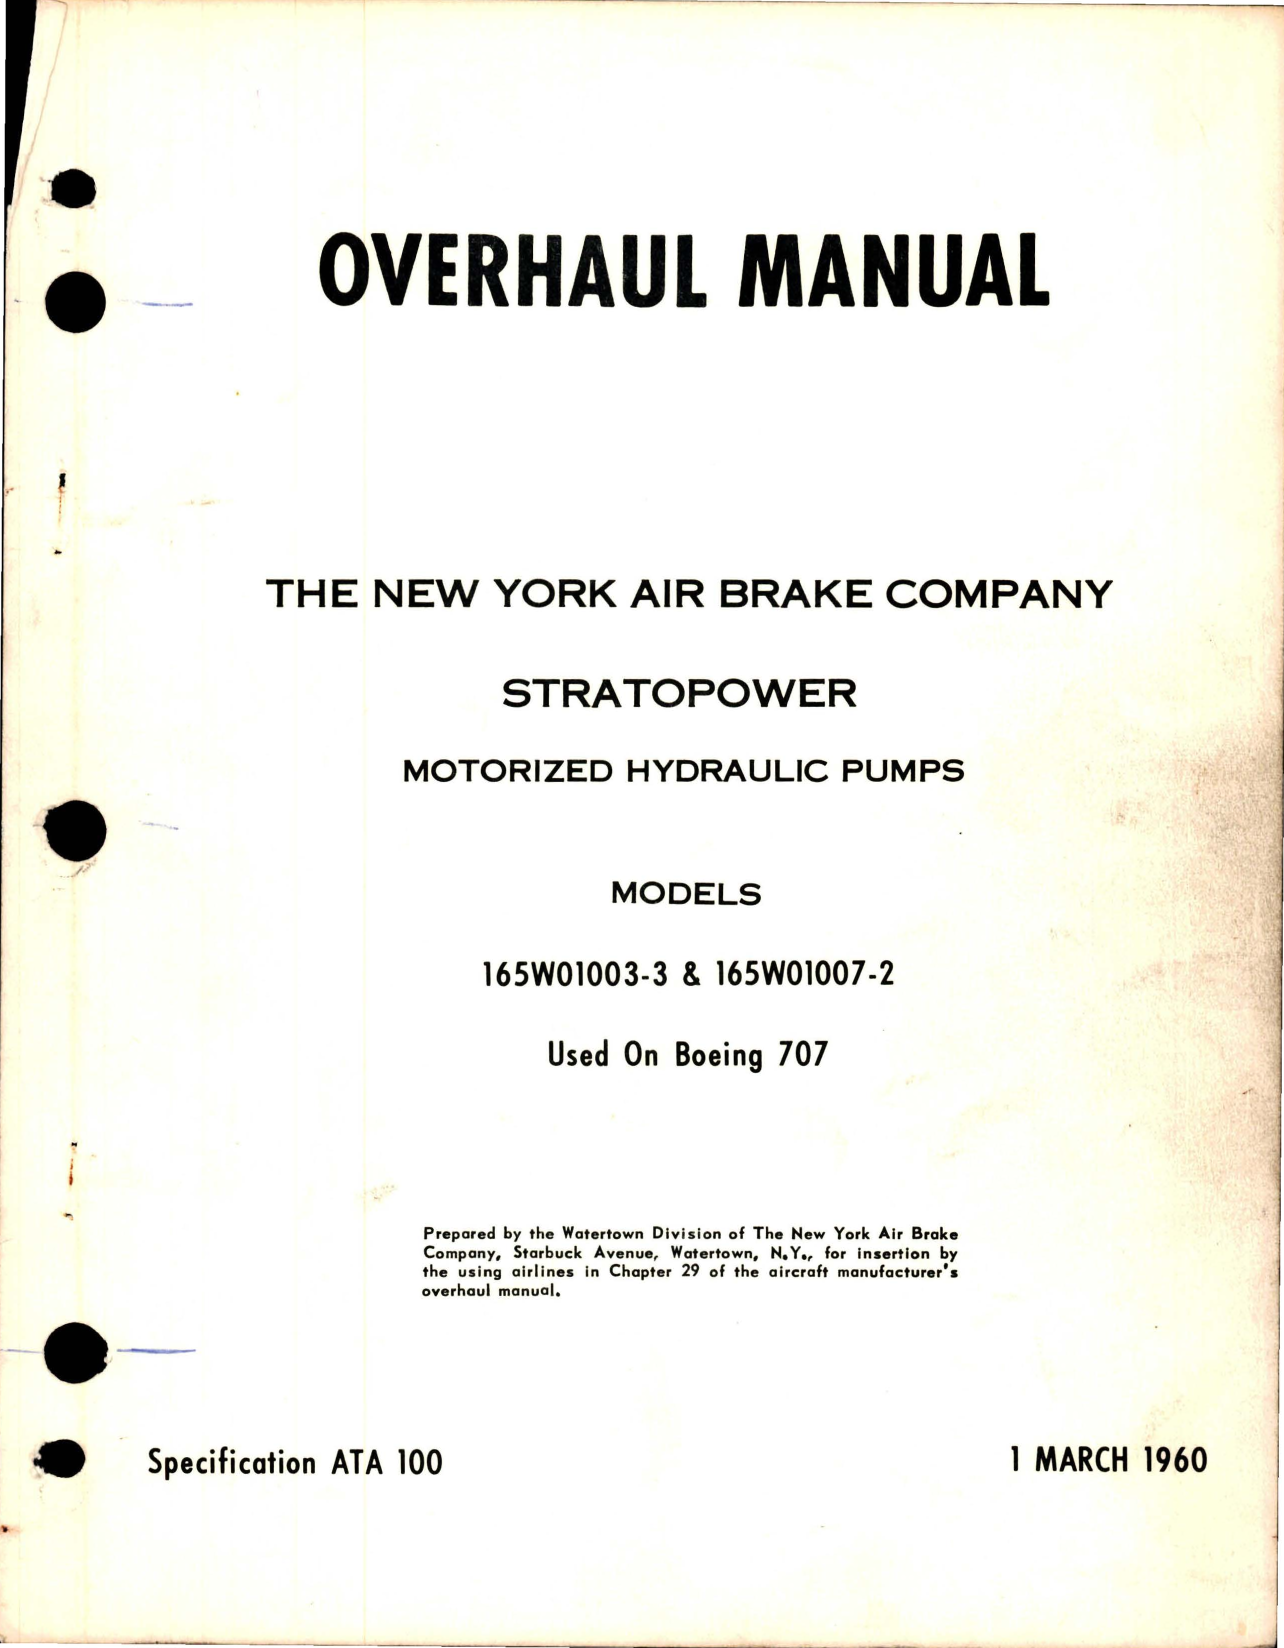 OVERHAUL MANUAL
THE NEW YORK AIR BRAKE COMPANY
STRATOPOWER
MOTORIZED HYDRAULIC PUMPS
MODELS
165W01003-3 & 165W01007-2
Used On Boeing 707
Prepared by the Watertown Division of The New York Air Brake
Company, Starbuck Avenue, Watertown, N.Y., for insertion by
the using airlines in Chapter 29 of the aircraft manufacturer's
overhaul manual.
Specification ATA 100
1 MARCH 1960